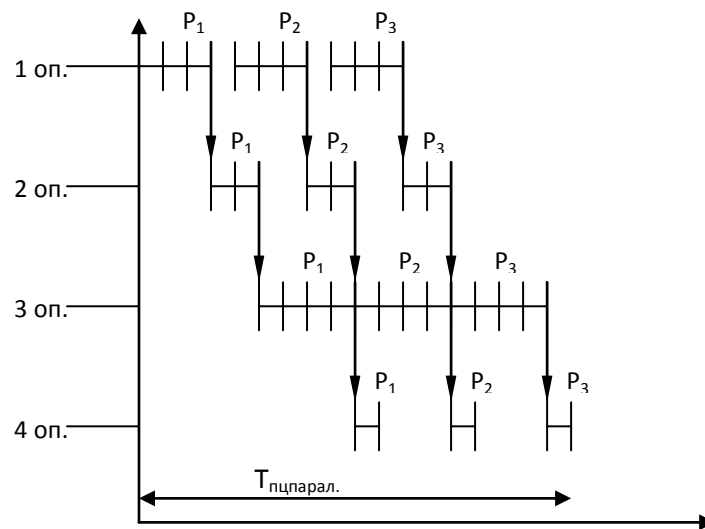 P₁ P₂ P₃
1 оп.
P₁ P₂ P₃
2 оп.
P₁ P₂ P₃
3 оп.
P₁ P₂ P₃
4 оп.
Tпцпарал.